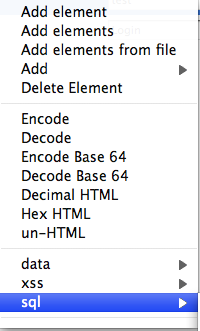 Add element
Add elements
Add elements from file
Add
Delete Element
Encode
Decode
Encode Base 64
Decode Base 64
Decimal HTML
Hex HTML
un-HTML
data
xss
sql